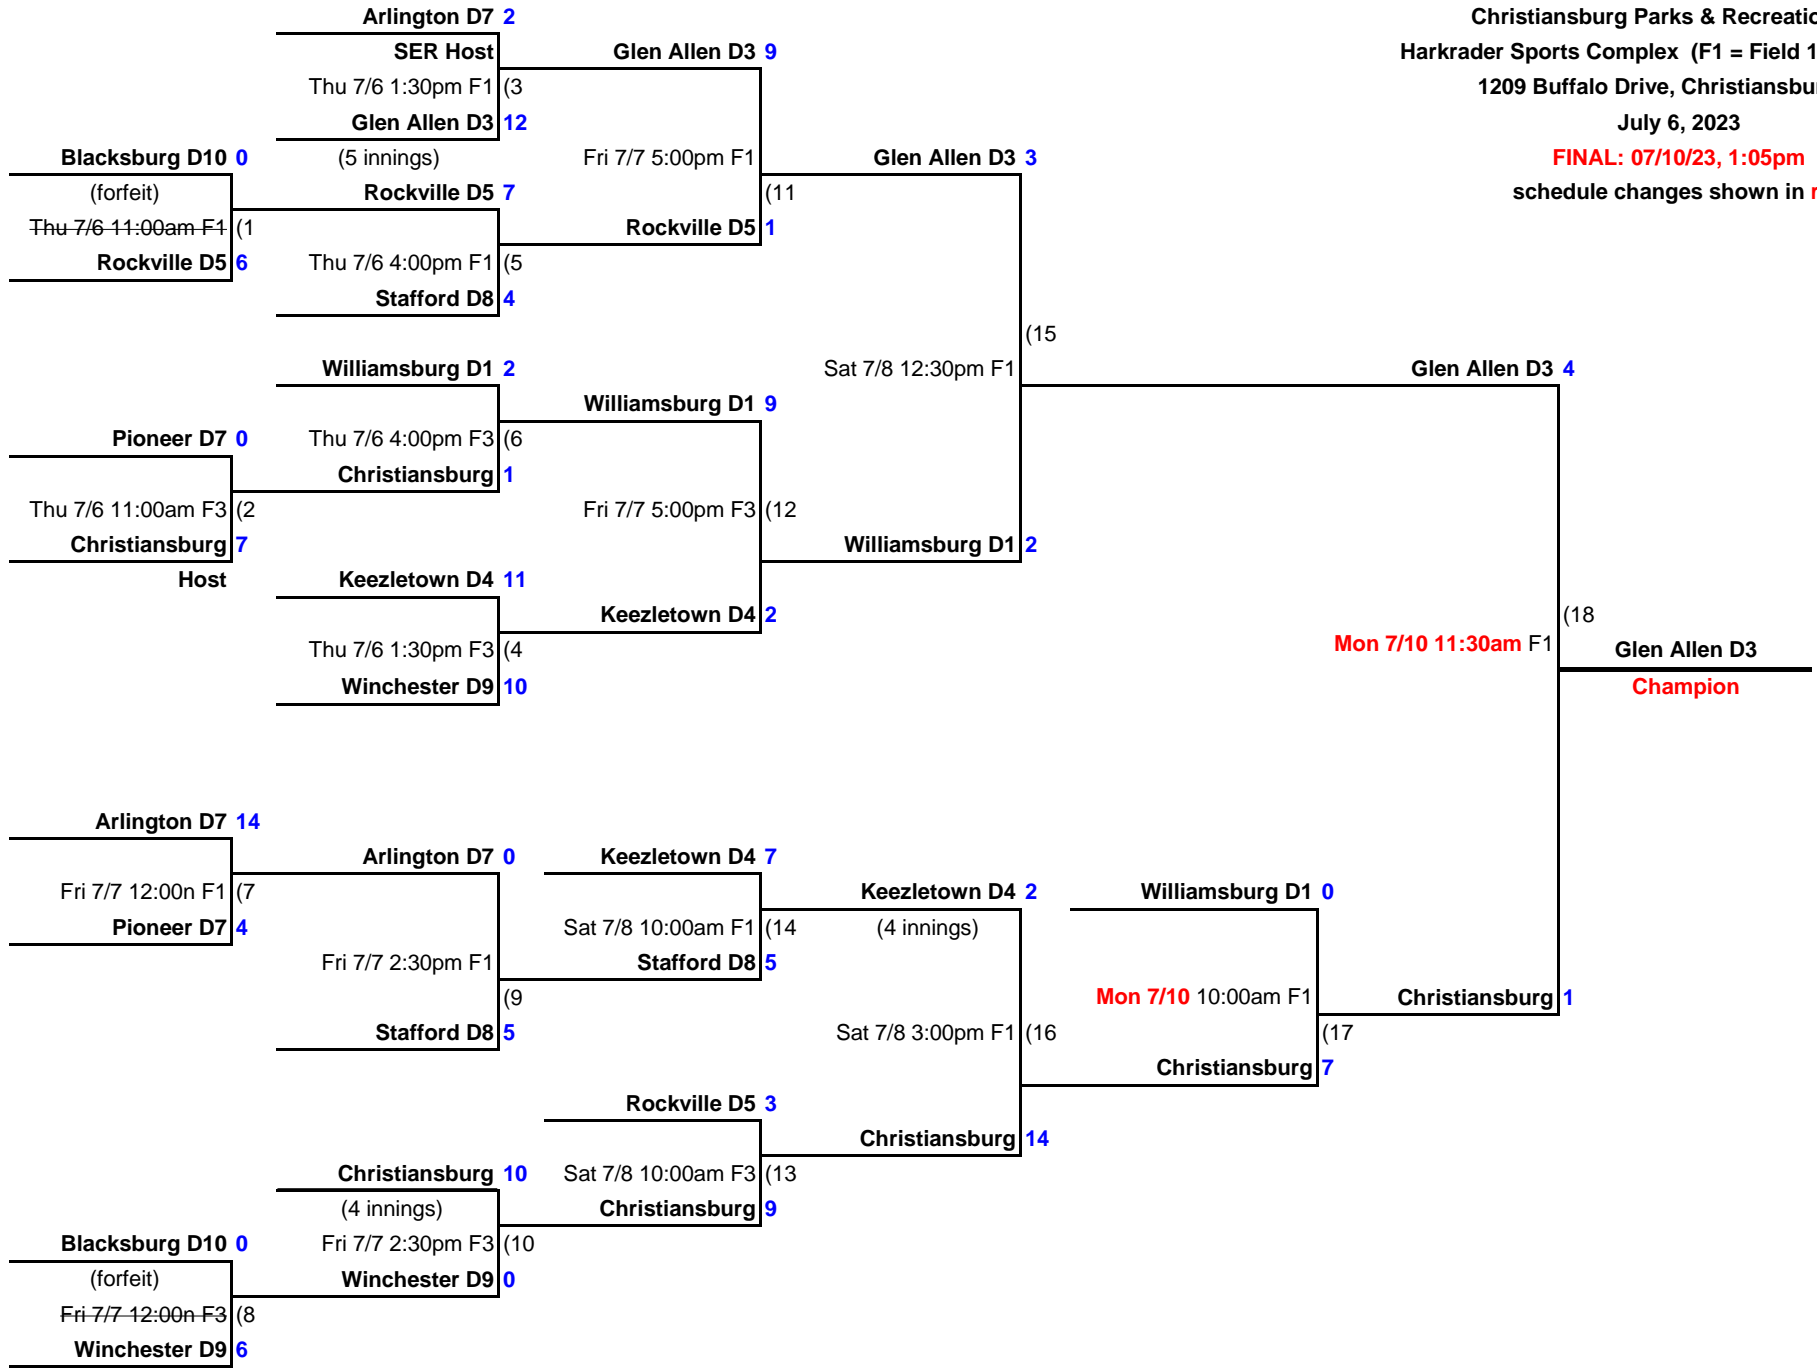 Arlington D7 2
Christiansburg Parks & Recreatio
SER Host
Glen Allen D3 9
Harkrader Sports Complex (F1 = Field 1
Thu 7/6 1:30pm F1 (3
1209 Buffalo Drive, Christiansbu
Glen Allen D3 12
July 6, 2023
Blacksburg D10 0
(5 innings)
Fri 7/7 5:00pm F1
Glen Allen D3 3
FINAL: 07/10/23, 1:05pm
(forfeit)
Rockville D5 7
(11
schedule changes shown in r
Thu 7/6 11:00am F1 (1
Rockville D5 1
Rockville D5 6
Thu 7/6 4:00pm F1 (5
Stafford D8 4
(15
Williamsburg D1 2
Sat 7/8 12:30pm F1
Glen Allen D3 4
Williamsburg D1 9
Pioneer D7 0
Thu 7/6 4:00pm F3 (6
Christiansburg 1
Thu 7/6 11:00am F3 (2
Fri 7/7 5:00pm F3 (12
Christiansburg 7
Williamsburg D1 2
Host
Keezletown D4 11
Keezletown D4 2
(18
Thu 7/6 1:30pm F3 (4
Mon 7/10 11:30am F1
Glen Allen D3
Winchester D9 10
Champion
Arlington D7 14
Arlington D7 0
Keezletown D4 7
Fri 7/7 12:00n F1 (7
Keezletown D4 2
Williamsburg D1 0
Pioneer D7 4
Sat 7/8 10:00am F1 (14
(4 innings)
Fri 7/7 2:30pm F1
Stafford D8 5
(9
Mon 7/10 10:00am F1
Christiansburg 1
Stafford D8 5
Sat 7/8 3:00pm F1 (16
(17
Christiansburg 7
Rockville D5 3
Christiansburg 14
Christiansburg 10
Sat 7/8 10:00am F3 (13
(4 innings)
Christiansburg 9
Blacksburg D10 0
Fri 7/7 2:30pm F3 (10
(forfeit)
Winchester D9 0
Fri 7/7 12:00n F3 (8
Winchester D9 6